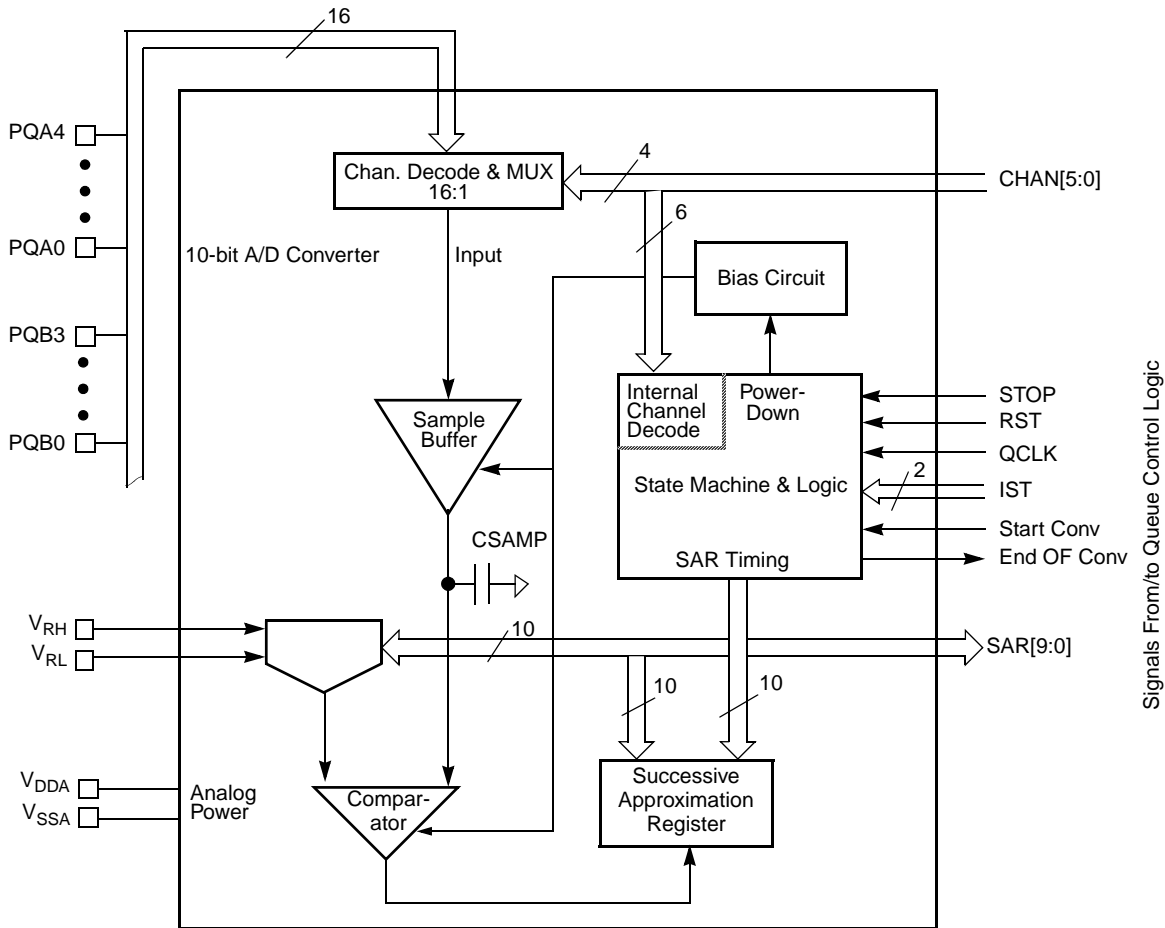 16
PQA4
PQA0
PQB3
PQB0
Chan. Decode & MUX
16:1
4
CHAN[5:0]
6
10-bit A/D Converter
Input
Bias Circuit
Internal
Channel
Decode
Power-
Down
Sample
Buffer
State Machine & Logic
SAR Timing
STOP
RST
QCLK
2
IST
Start Conv
End OF Conv
CSAMP
Signals From/to Queue Control Logic
VRH
VRL
10
SAR[9:0]
10
10
VDDA
VSSA
Analog
Power
Compar-
ator
Successive
Approximation
Register